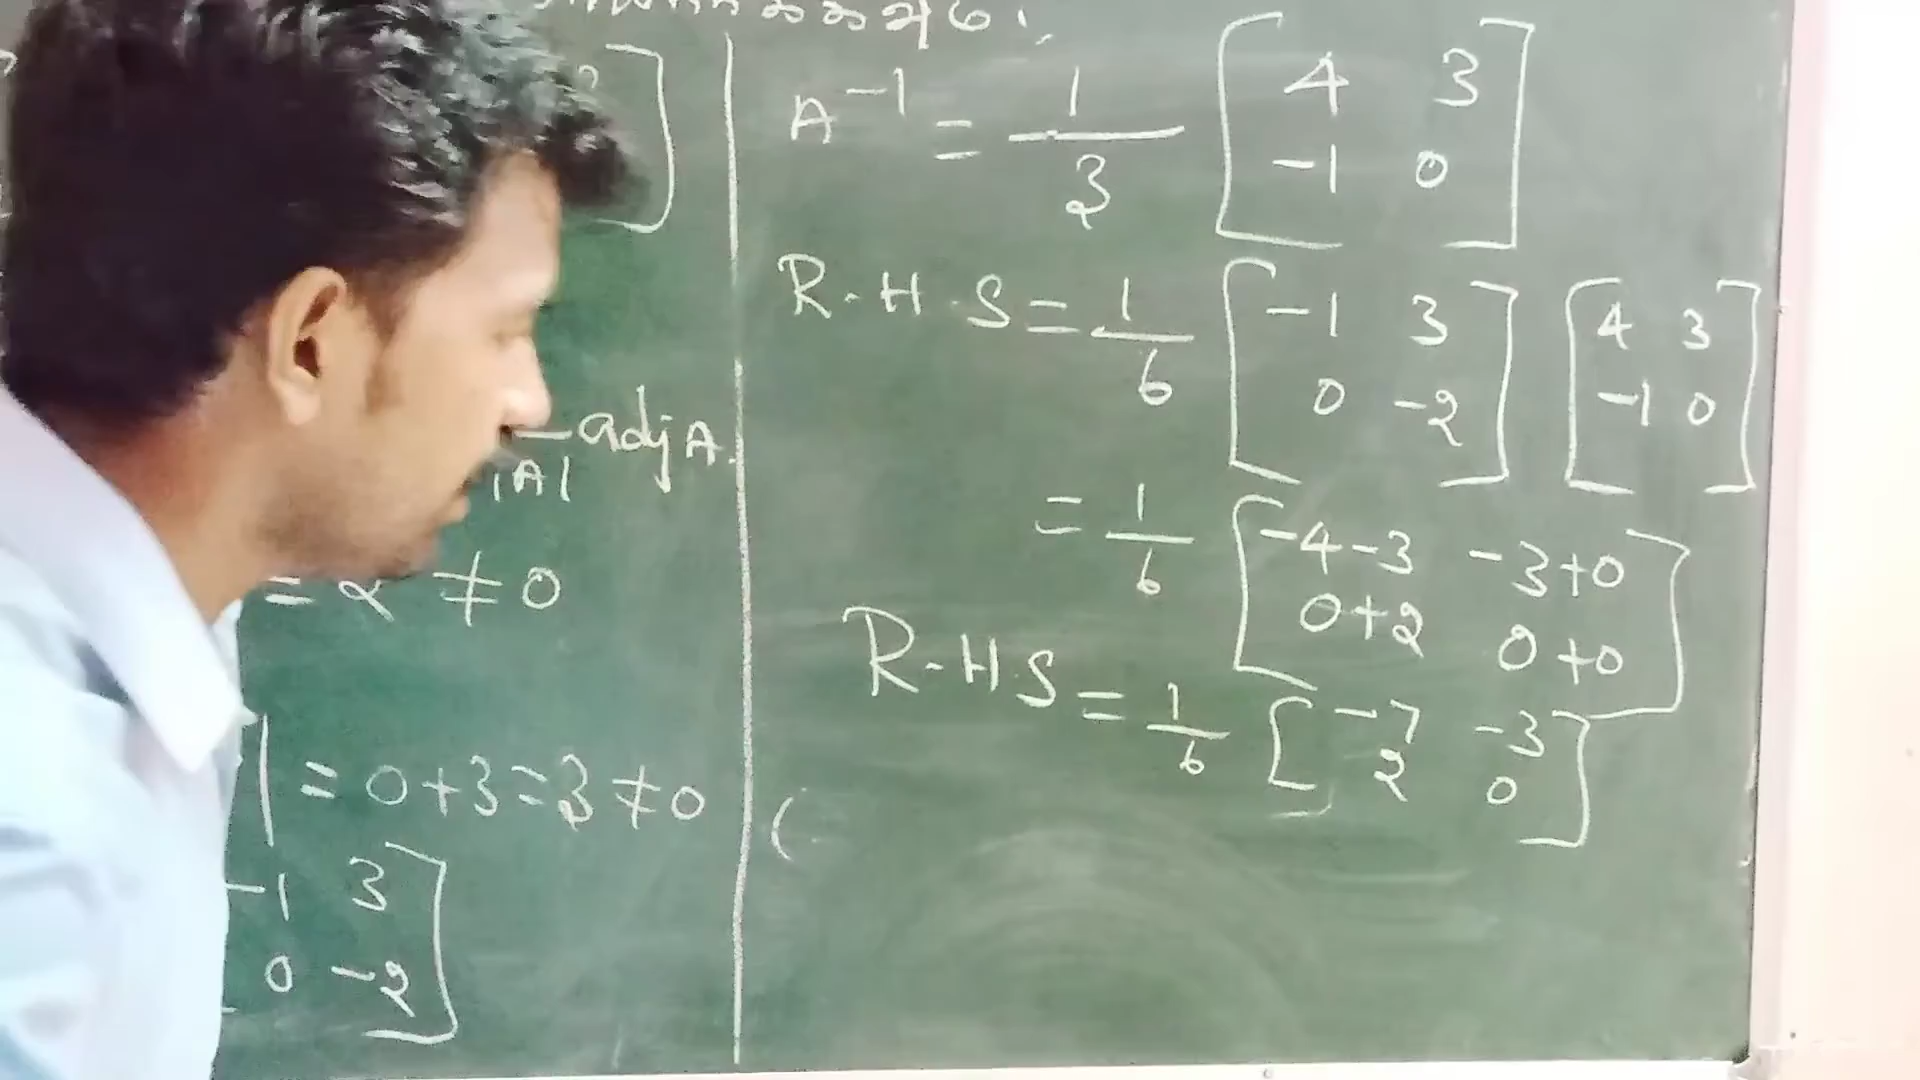 adj A.
|A|
= 2 ≠ 0
| = 0+3=3 ≠0
-1 3
0 -2
A^-1 = 1/3 [4 3
-1 0]
R.H.S = 1/6 [-1 3
0 -2] [4 3
-1 0]
= 1/6 [-4-3 -3+0
0+2 0+0]
R.H.S = 1/6 [-7 -3
2 0]
(